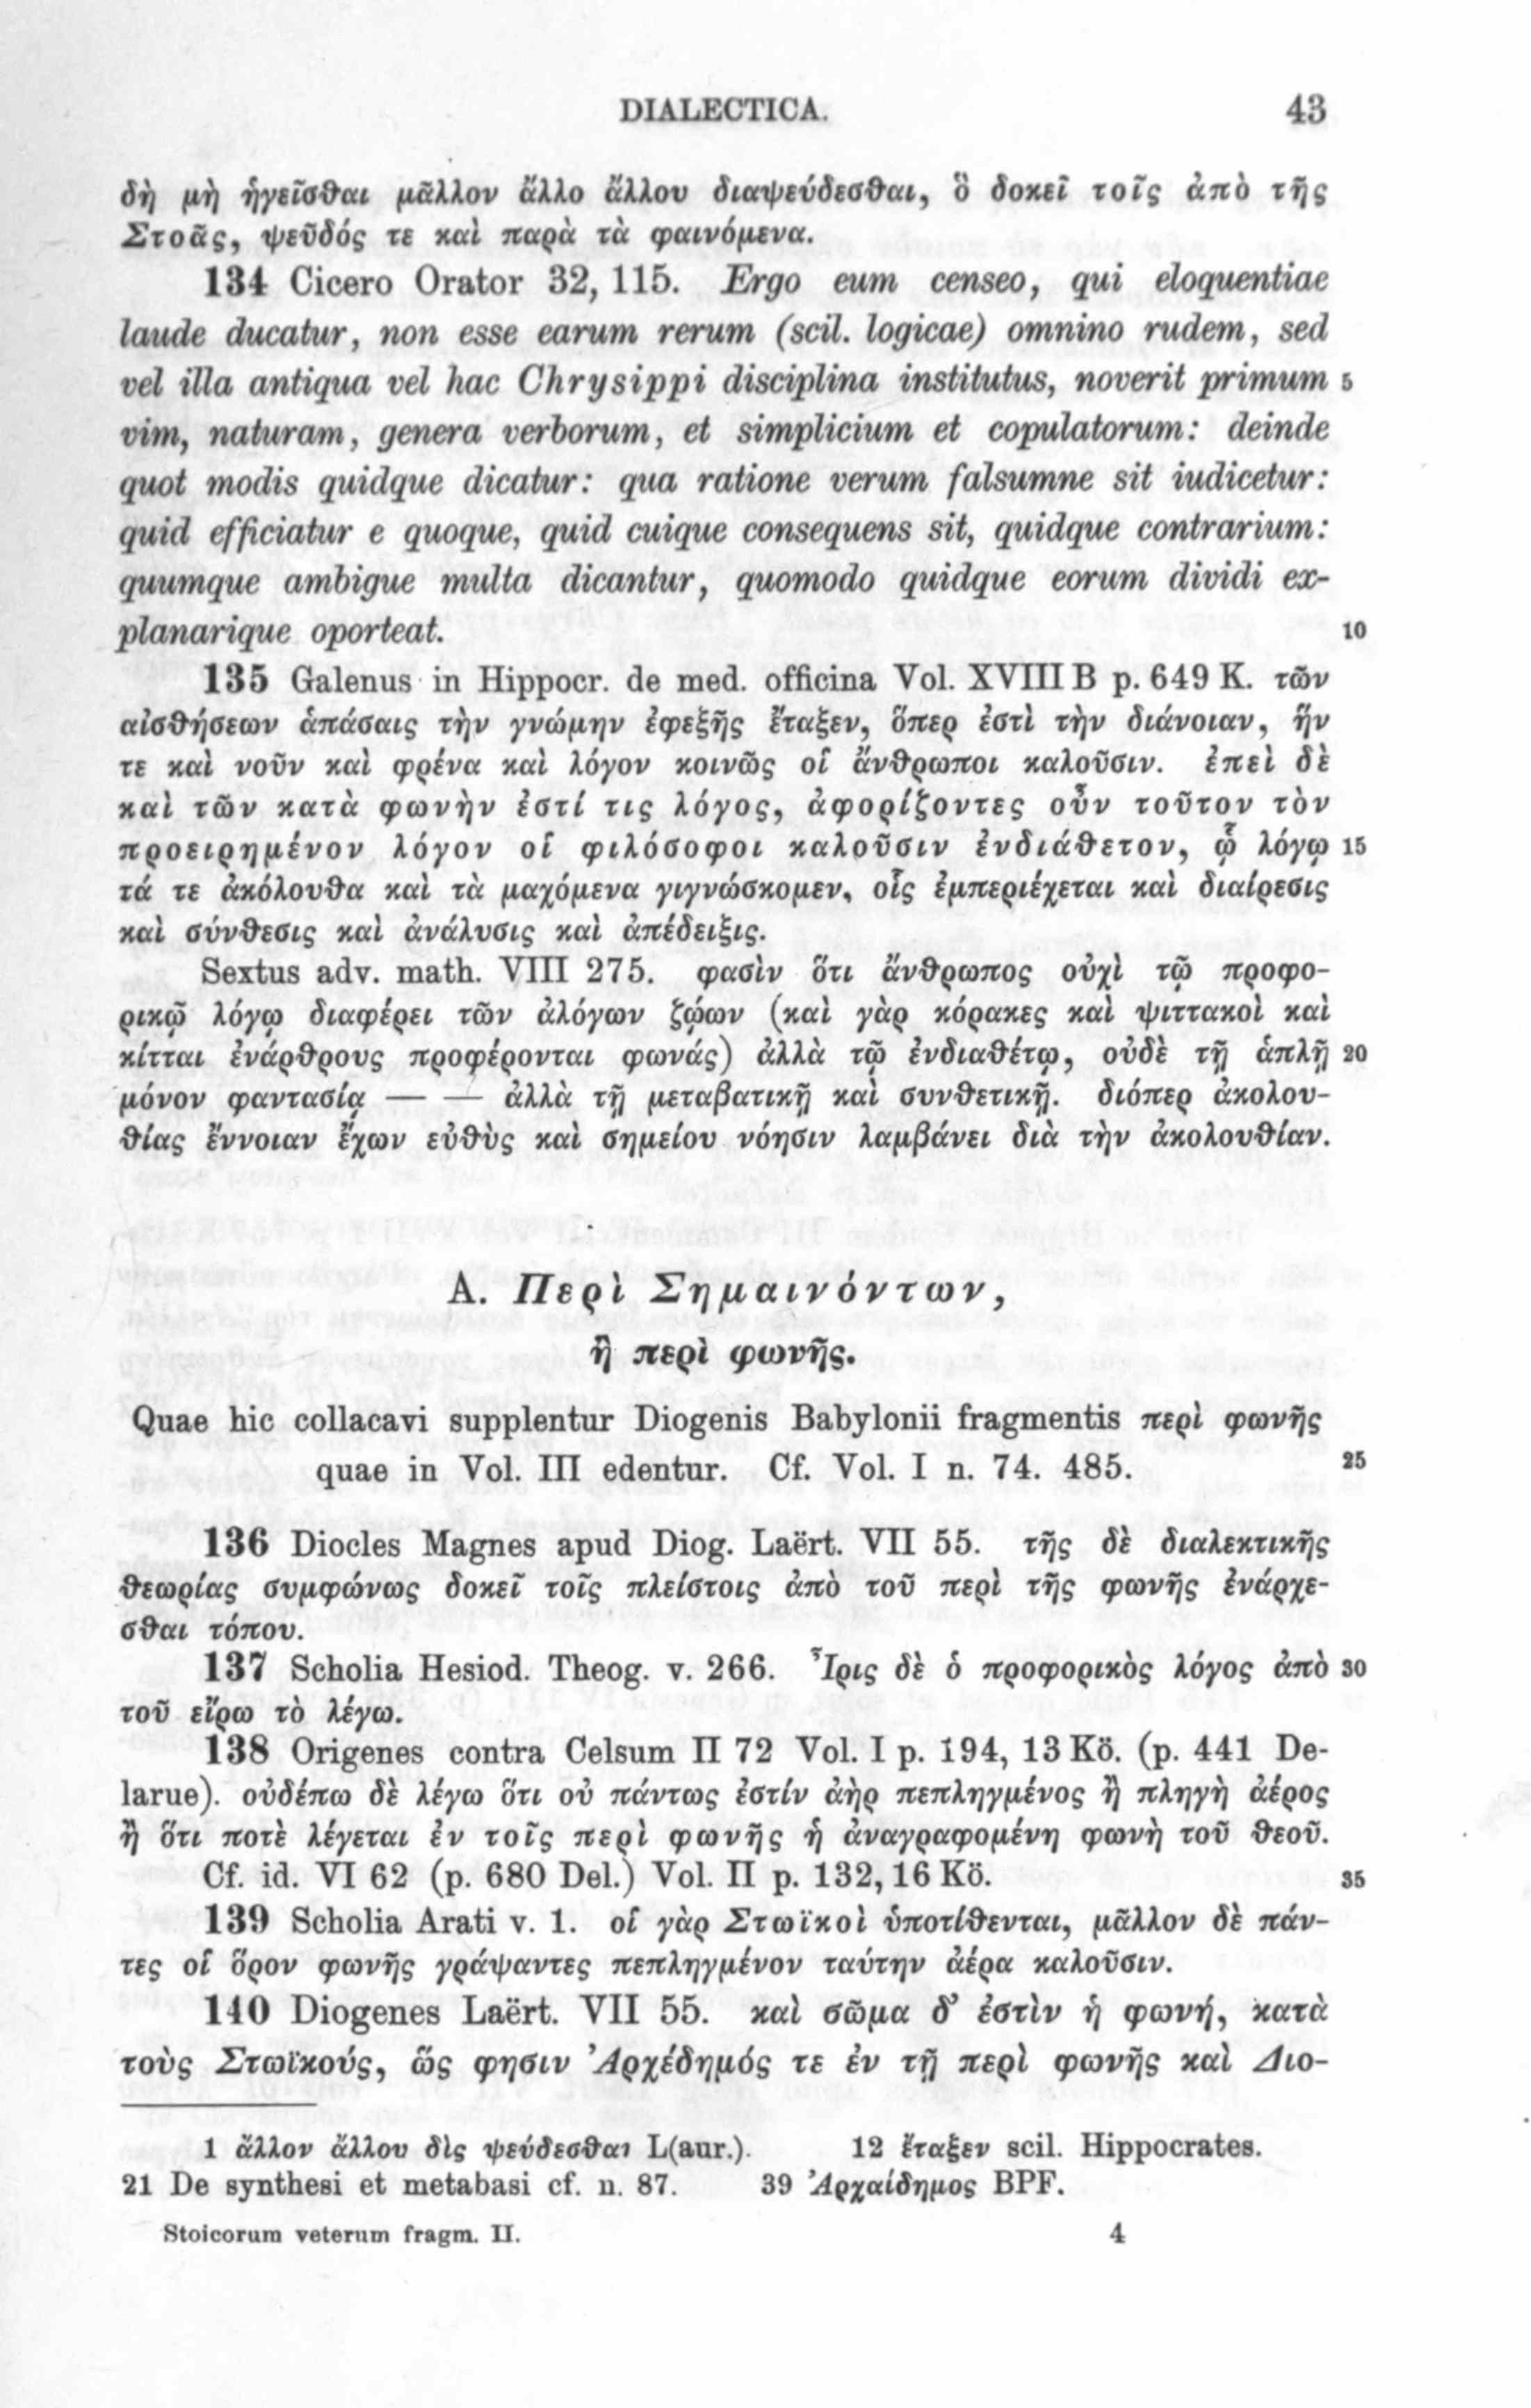 DIALECTICA. 43
δὴ μὴ ἡγεῖσθαι μᾶλλον ἄλλο ἄλλου διαψεύδεσθαι, ὃ δοκεῖ τοῖς ἀπὸ τῆς
Στοᾶς, ψεῦδός τε καὶ παρὰ τὰ φαινόμενα.
134 Cicero Orator 32, 115. Ergo eum censeo, qui eloquentiae
laude ducatur, non esse earum rerum (scil. logicae) omnino rudem, sed
vel illa antiqua vel hac Chrysippi disciplina institutus, noverit primum 5
vim, naturam, genera verborum, et simplicium et copulatorum: deinde
quot modis quidque dicatur: qua ratione verum falsumne sit iudicetur:
quid efficiatur e quoque, quid cuique consequens sit, quidque contrarium:
quumque ambigue multa dicantur, quomodo quidque eorum dividi ex-
planarique oporteat. 10
135 Galenus in Hippocr. de med. officina Vol. XVIII B p. 649 K. τῶν
αἰσθήσεων ἁπάσαις τὴν γνώμην ἐφεξῆς ἔταξεν, ὅπερ ἐστὶ τὴν διάνοιαν, ἥν
τε καὶ νοῦν καὶ φρένα καὶ λόγον κοινῶς οἱ ἄνθρωποι καλοῦσιν. ἐπεὶ δὲ
καὶ τῶν κατὰ φωνὴν ἐστί τις λόγος, ἀφορίζοντες οὖν τοῦτον τὸν
προειρημένον λόγον οἱ φιλόσοφοι καλοῦσιν ἐνδιάθετον, ᾧ λόγῳ 15
τά τε ἀκόλουθα καὶ τὰ μαχόμενα γιγνώσκομεν, οἷς ἐμπεριέχεται καὶ διαίρεσις
καὶ σύνθεσις καὶ ἀνάλυσις καὶ ἀπέδειξις.
Sextus adv. math. VIII 275. φασὶν ὅτι ἄνθρωπος οὐχὶ τῷ προφο-
ρικῷ λόγῳ διαφέρει τῶν ἀλόγων ζῴων (καὶ γὰρ κόρακες καὶ ψιττακοὶ καὶ
κίτται ἐνάρθρους προφέρονται φωνάς) ἀλλὰ τῷ ἐνδιαθέτῳ, οὐδὲ τῇ ἁπλῇ 20
μόνον φαντασίᾳ — — ἀλλὰ τῇ μεταβατικῇ καὶ συνθετικῇ. διόπερ ἀκολου-
θίας ἔννοιαν ἔχων εὐθὺς καὶ σημείου νόησιν λαμβάνει διὰ τὴν ἀκολουθίαν.
A. Περὶ Σημαινόντων,
ἢ περὶ φωνῆς.
Quae hic collacavi supplentur Diogenis Babylonii fragmentis περὶ φωνῆς
quae in Vol. III edentur. Cf. Vol. I n. 74. 485. 25
136 Diocles Magnes apud Diog. Laërt. VII 55. τῆς δὲ διαλεκτικῆς
θεωρίας συμφώνως δοκεῖ τοῖς πλείστοις ἀπὸ τοῦ περὶ τῆς φωνῆς ἐνάρχε-
σθαι τόπου.
137 Scholia Hesiod. Theog. v. 266. Ἶρις δὲ ὁ προφορικὸς λόγος ἀπὸ 30
τοῦ εἴρω τὸ λέγω.
138 Origenes contra Celsum II 72 Vol. I p. 194, 13 Kö. (p. 441 De-
larue). οὐδέπω δὲ λέγω ὅτι οὐ πάντως ἐστίν ἀὴρ πεπληγμένος ἢ πληγὴ ἀέρος
ἢ ὅτι ποτὲ λέγεται ἐν τοῖς περὶ φωνῆς ἡ ἀναγραφομένη φωνὴ τοῦ θεοῦ.
Cf. id. VI 62 (p. 680 Del.) Vol. II p. 132, 16 Kö. 35
139 Scholia Arati v. 1. οἱ γὰρ Στωϊκοὶ ὑποτίθενται, μᾶλλον δὲ πάν-
τες οἱ ὅρον φωνῆς γράψαντες πεπληγμένον ταύτην ἀέρα καλοῦσιν.
140 Diogenes Laërt. VII 55. καὶ σῶμα δ' ἐστὶν ἡ φωνή, κατὰ
τοὺς Στωϊκούς, ὥς φησιν Ἀρχέδημός τε ἐν τῇ περὶ φωνῆς καὶ Διο-
1 ἄλλον ἄλλου δὶς ψεύδεσθαι L(aur.). 12 ἔταξεν scil. Hippocrates.
21 De synthesi et metabasi cf. n. 87. 39 Ἀρχαίδημος BPF.
Stoicorum veterum fragm. II. 4